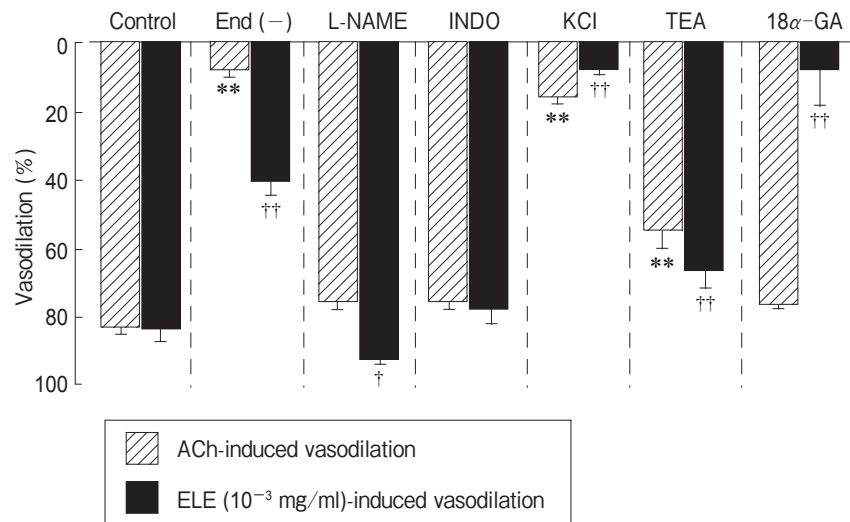 Control End (−) L-NAME INDO KCl TEA 18α-GA
0
20
40
60
80
100
Vasodilation (%)
** †† † ** †† ** †† ††
ACh-induced vasodilation
ELE (10⁻³ mg/ml)-induced vasodilation